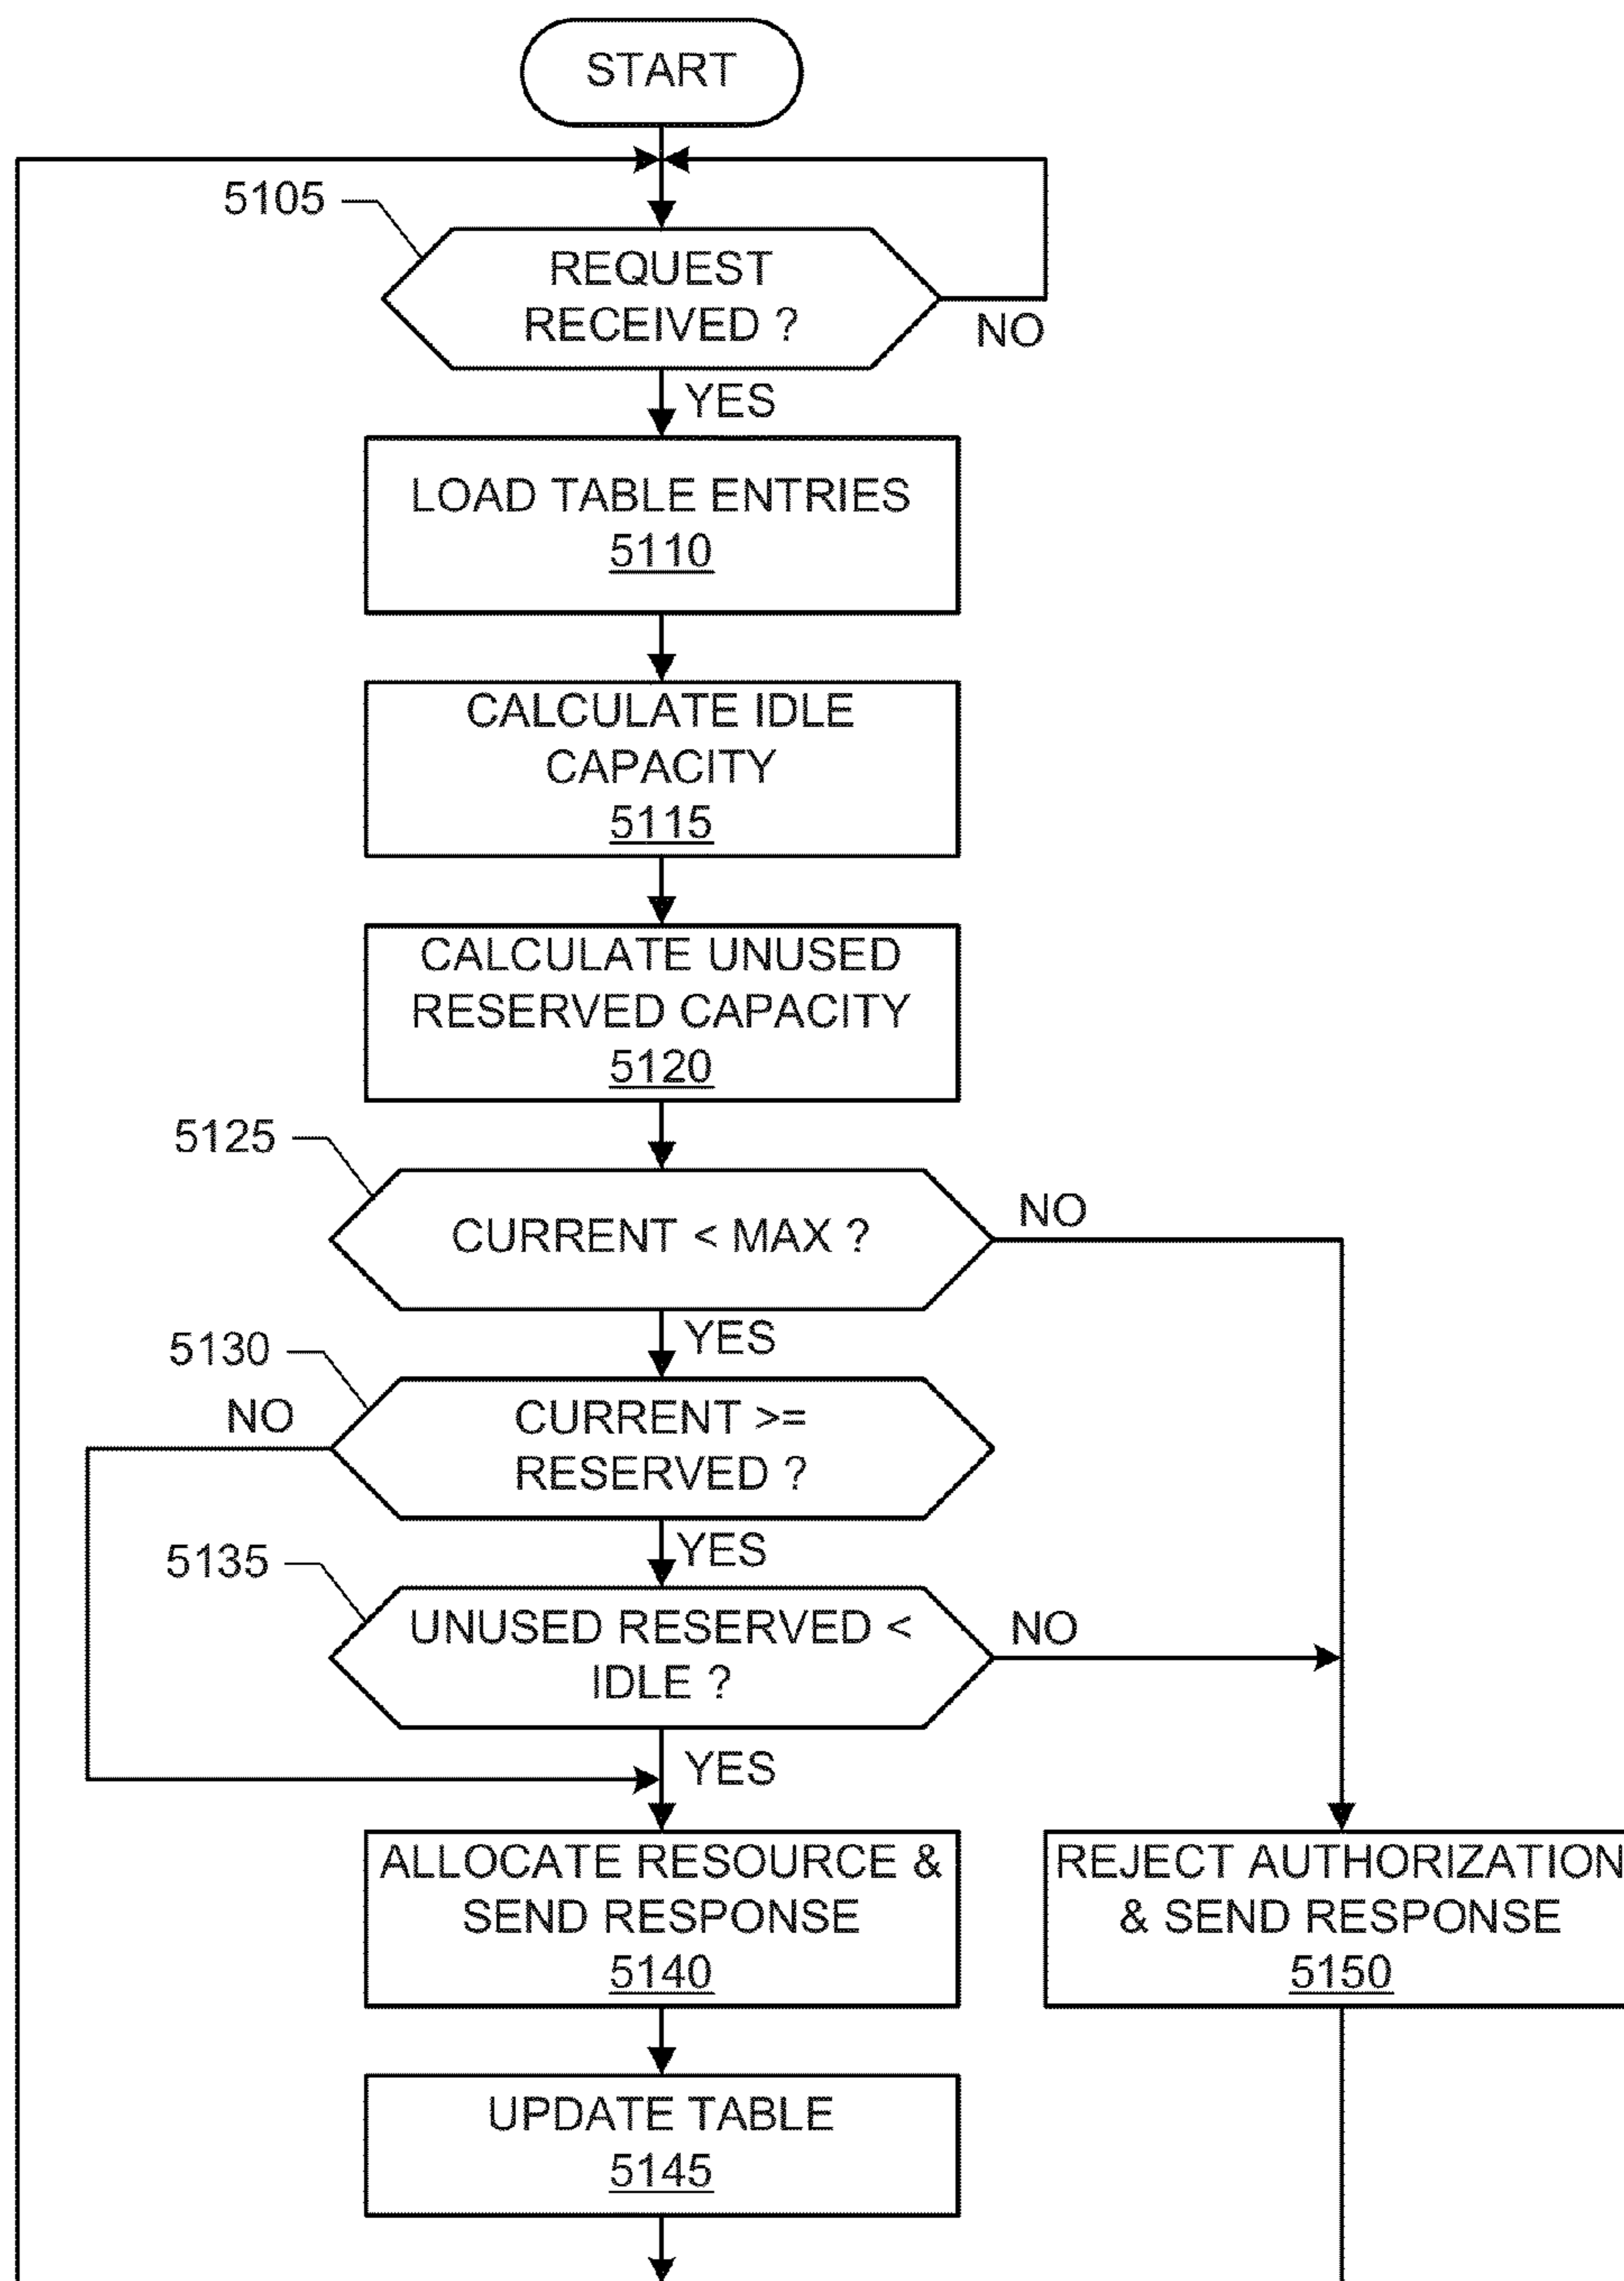 START
5105
REQUEST
RECEIVED ?
NO
YES
LOAD TABLE ENTRIES
5110
CALCULATE IDLE
CAPACITY
5115
CALCULATE UNUSED
RESERVED CAPACITY
5120
5125
CURRENT < MAX ?
NO
YES
5130
NO
CURRENT >=
RESERVED ?
YES
5135
UNUSED RESERVED <
IDLE ?
NO
YES
ALLOCATE RESOURCE &
SEND RESPONSE
5140
REJECT AUTHORIZATION
& SEND RESPONSE
5150
UPDATE TABLE
5145